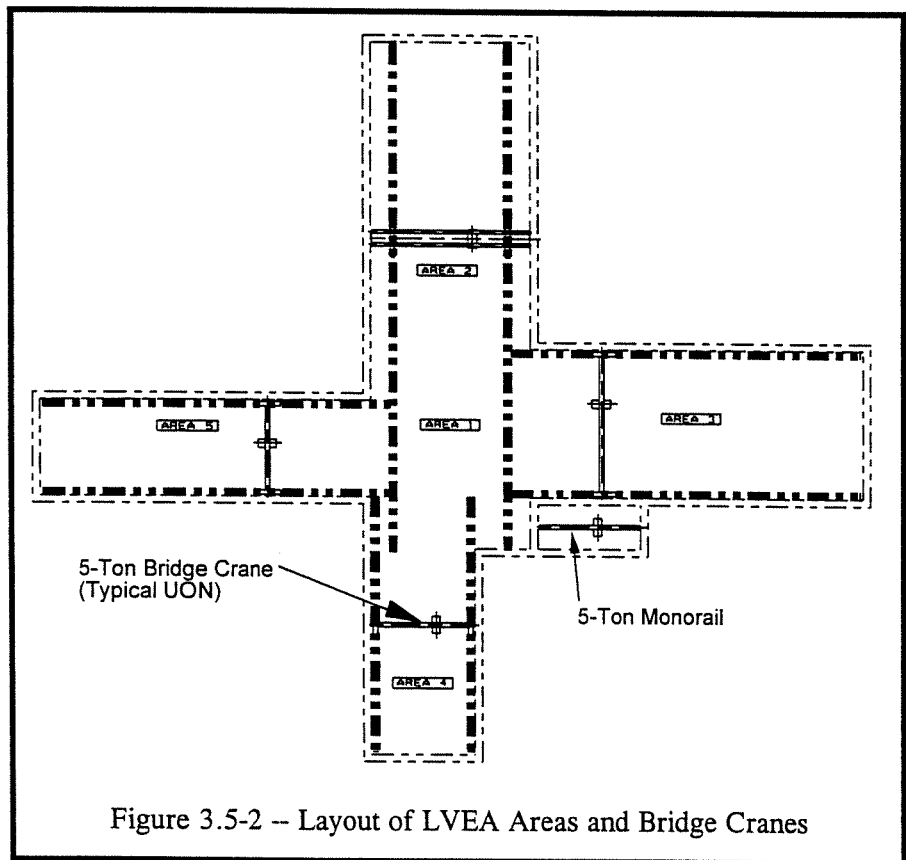 AREA 2
AREA 5
AREA 1
AREA 3
5-Ton Bridge Crane
(Typical UON)
5-Ton Monorail
AREA 4
Figure 3.5-2 -- Layout of LVEA Areas and Bridge Cranes